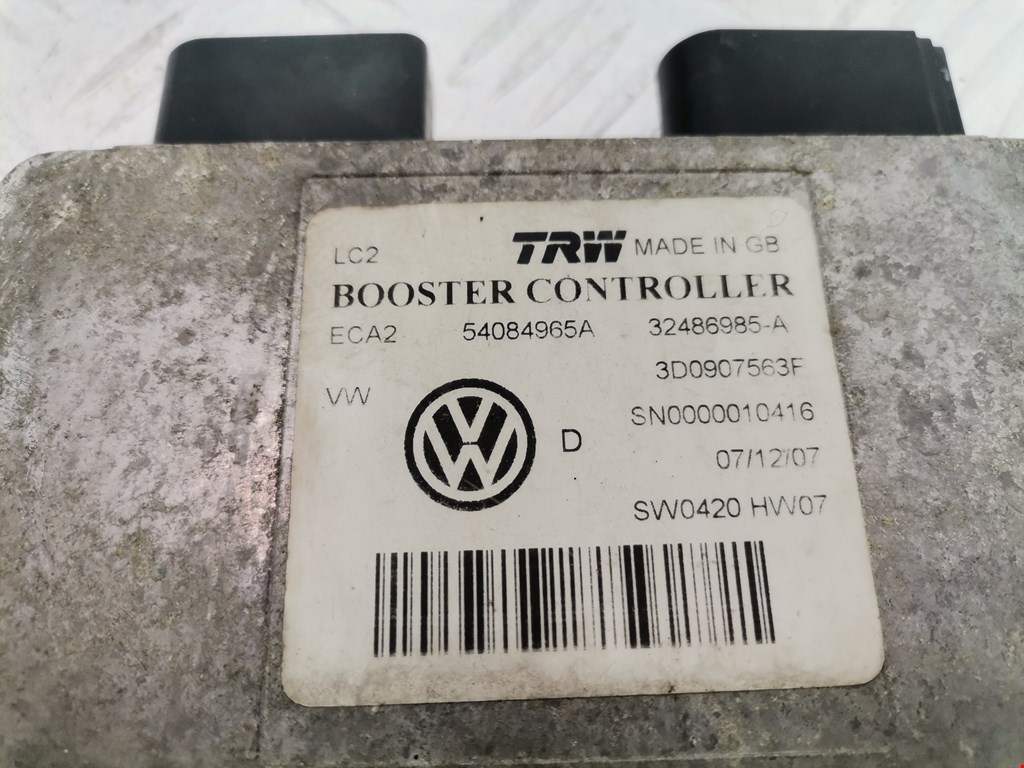 LC2 TRW MADE IN GB
BOOSTER CONTROLLER
ECA2 54084965A 32486985-A
3D0907563F
VW
SN0000010416
D
07/12/07
SW0420 HW07